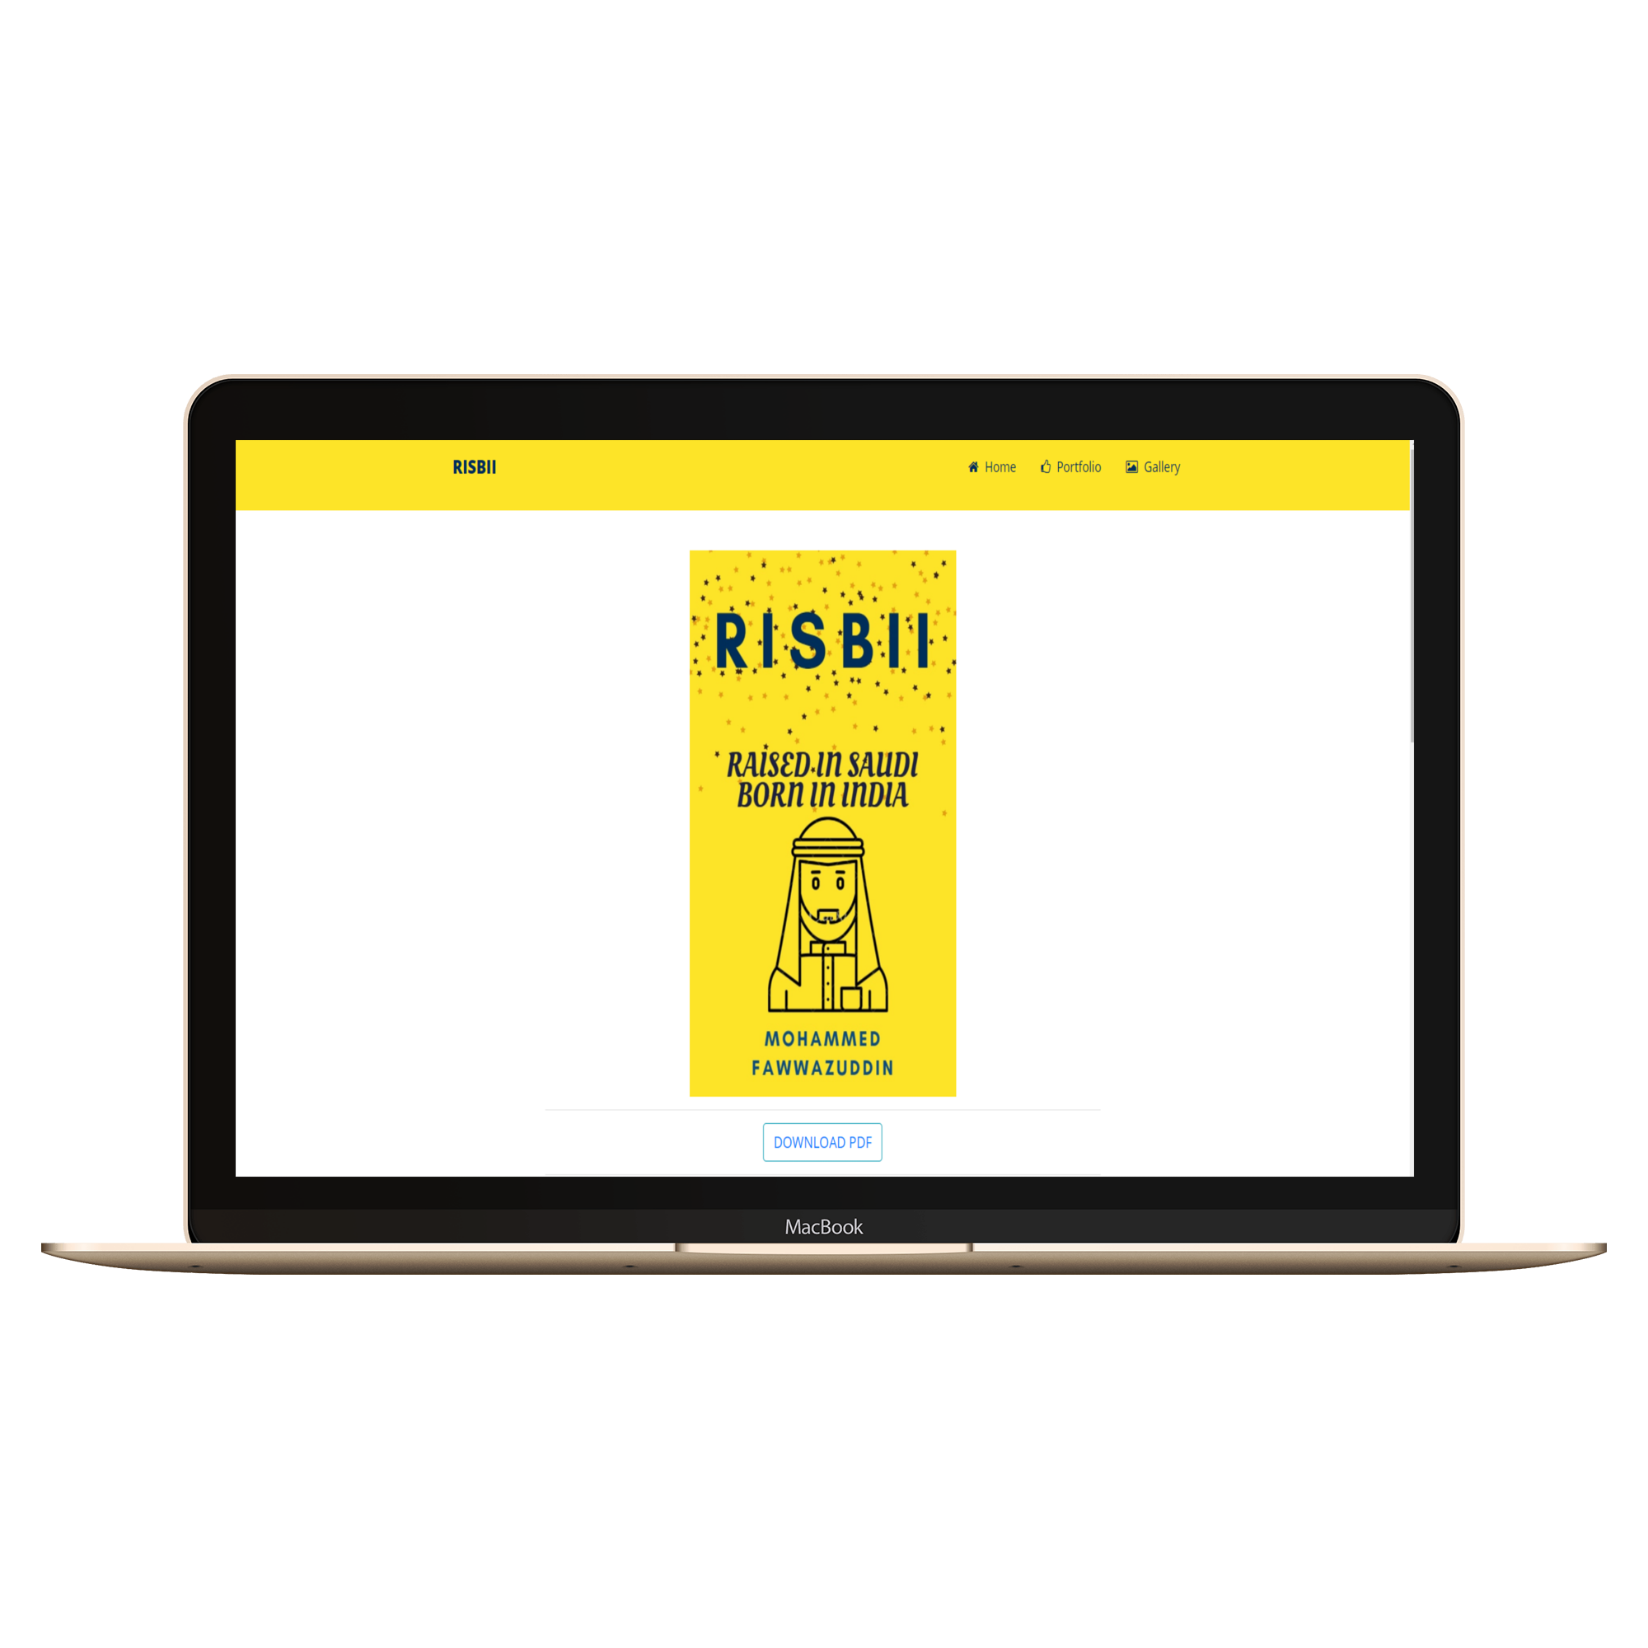 RISBII
Home
Portfolio
Gallery
RISBII
RAISED IN SAUDI
BORN IN INDIA
MOHAMMED
FAWWAZUDDIN
DOWNLOAD PDF
MacBook